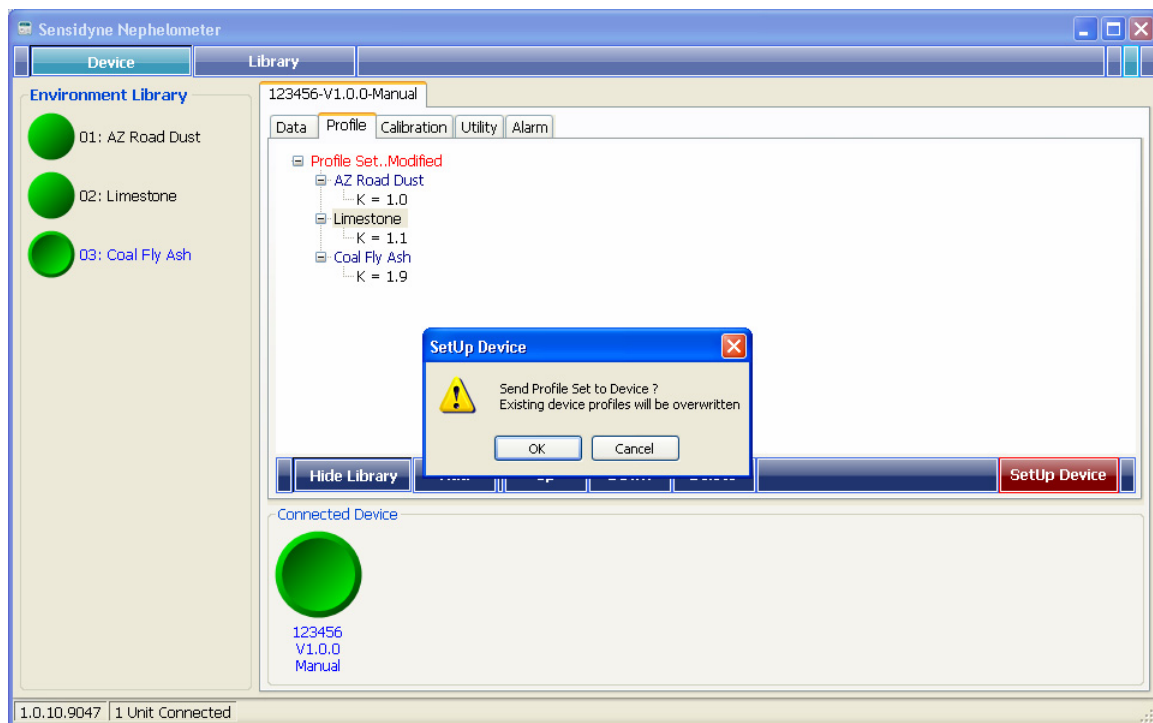 Sensidyne Nephelometer
Device
Library
Environment Library
01: AZ Road Dust
02: Limestone
03: Coal Fly Ash
123456-V1.0.0-Manual
Data Profile Calibration Utility Alarm
Profile Set..Modified
AZ Road Dust
K = 1.0
Limestone
K = 1.1
Coal Fly Ash
K = 1.9
SetUp Device
Send Profile Set to Device ?
Existing device profiles will be overwritten
OK Cancel
Hide Library
SetUp Device
Connected Device
123456
V1.0.0
Manual
1.0.10.9047 1 Unit Connected